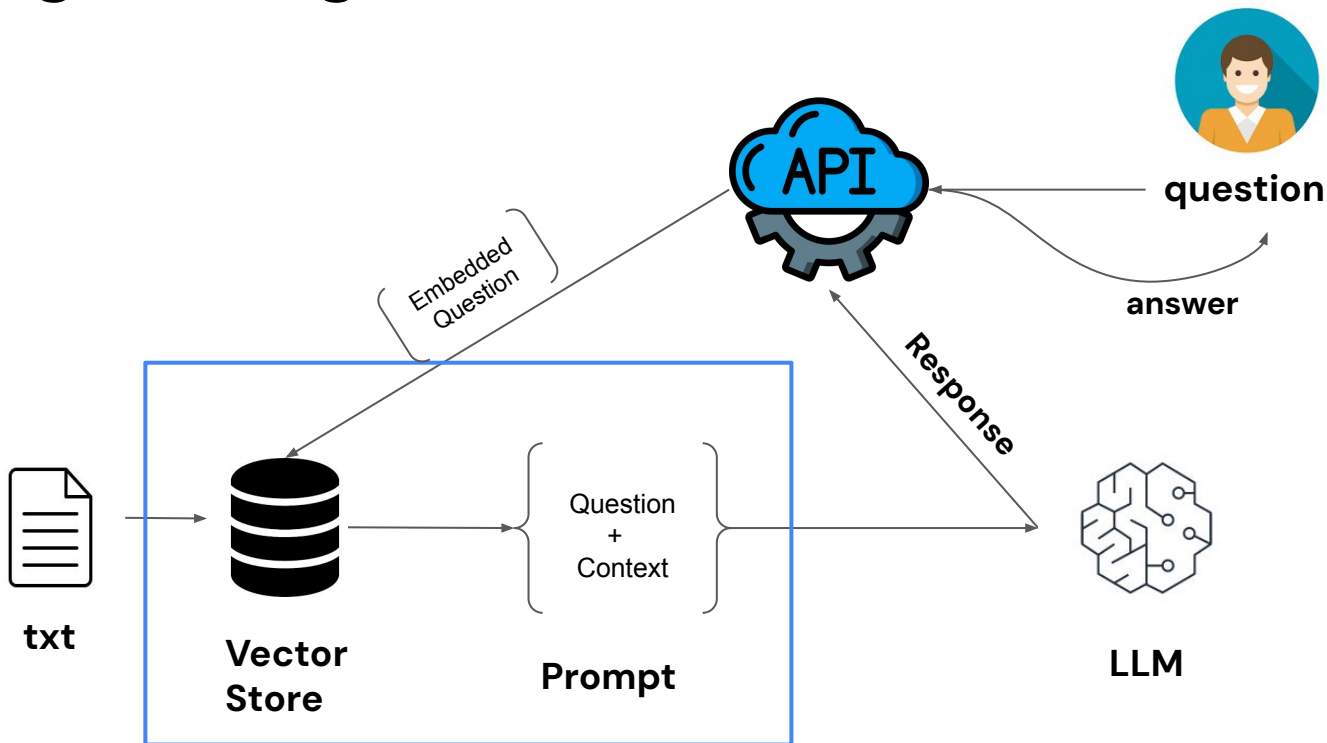 API
question
answer
Embedded
Question
Response
Question
+
Context
txt
Vector
Store
Prompt
LLM